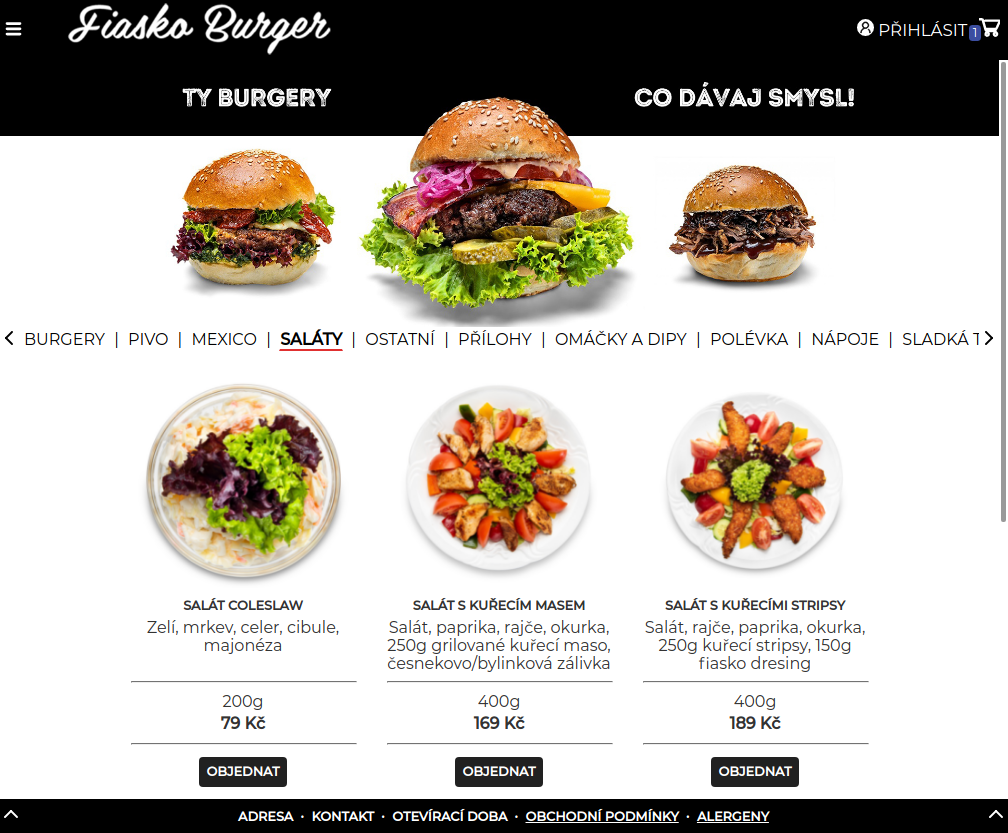 Fiasko Burger
PŘIHLÁSIT 1
TY BURGERY
CO DÁVAJ SMYSL!
BURGERY | PIVO | MEXICO | SALÁTY | OSTATNÍ | PŘÍLOHY | OMÁČKY A DIPY | POLÉVKA | NÁPOJE | SLADKÁ
SALÁT COLESLAW
Zelí, mrkev, celer, cibule,
majonéza
200g
79 Kč
OBJEDNAT
SALÁT S KUŘECÍM MASEM
Salát, paprika, rajče, okurka,
250g grilované kuřecí maso,
česnekovo/bylinková zálivka
400g
169 Kč
OBJEDNAT
SALÁT S KUŘECÍMI STRIPSY
Salát, rajče, paprika, okurka,
250g kuřecí stripsy, 150g
fiasko dresing
400g
189 Kč
OBJEDNAT
ADRESA · KONTAKT · OTEVÍRACÍ DOBA · OBCHODNÍ PODMÍNKY · ALERGENY